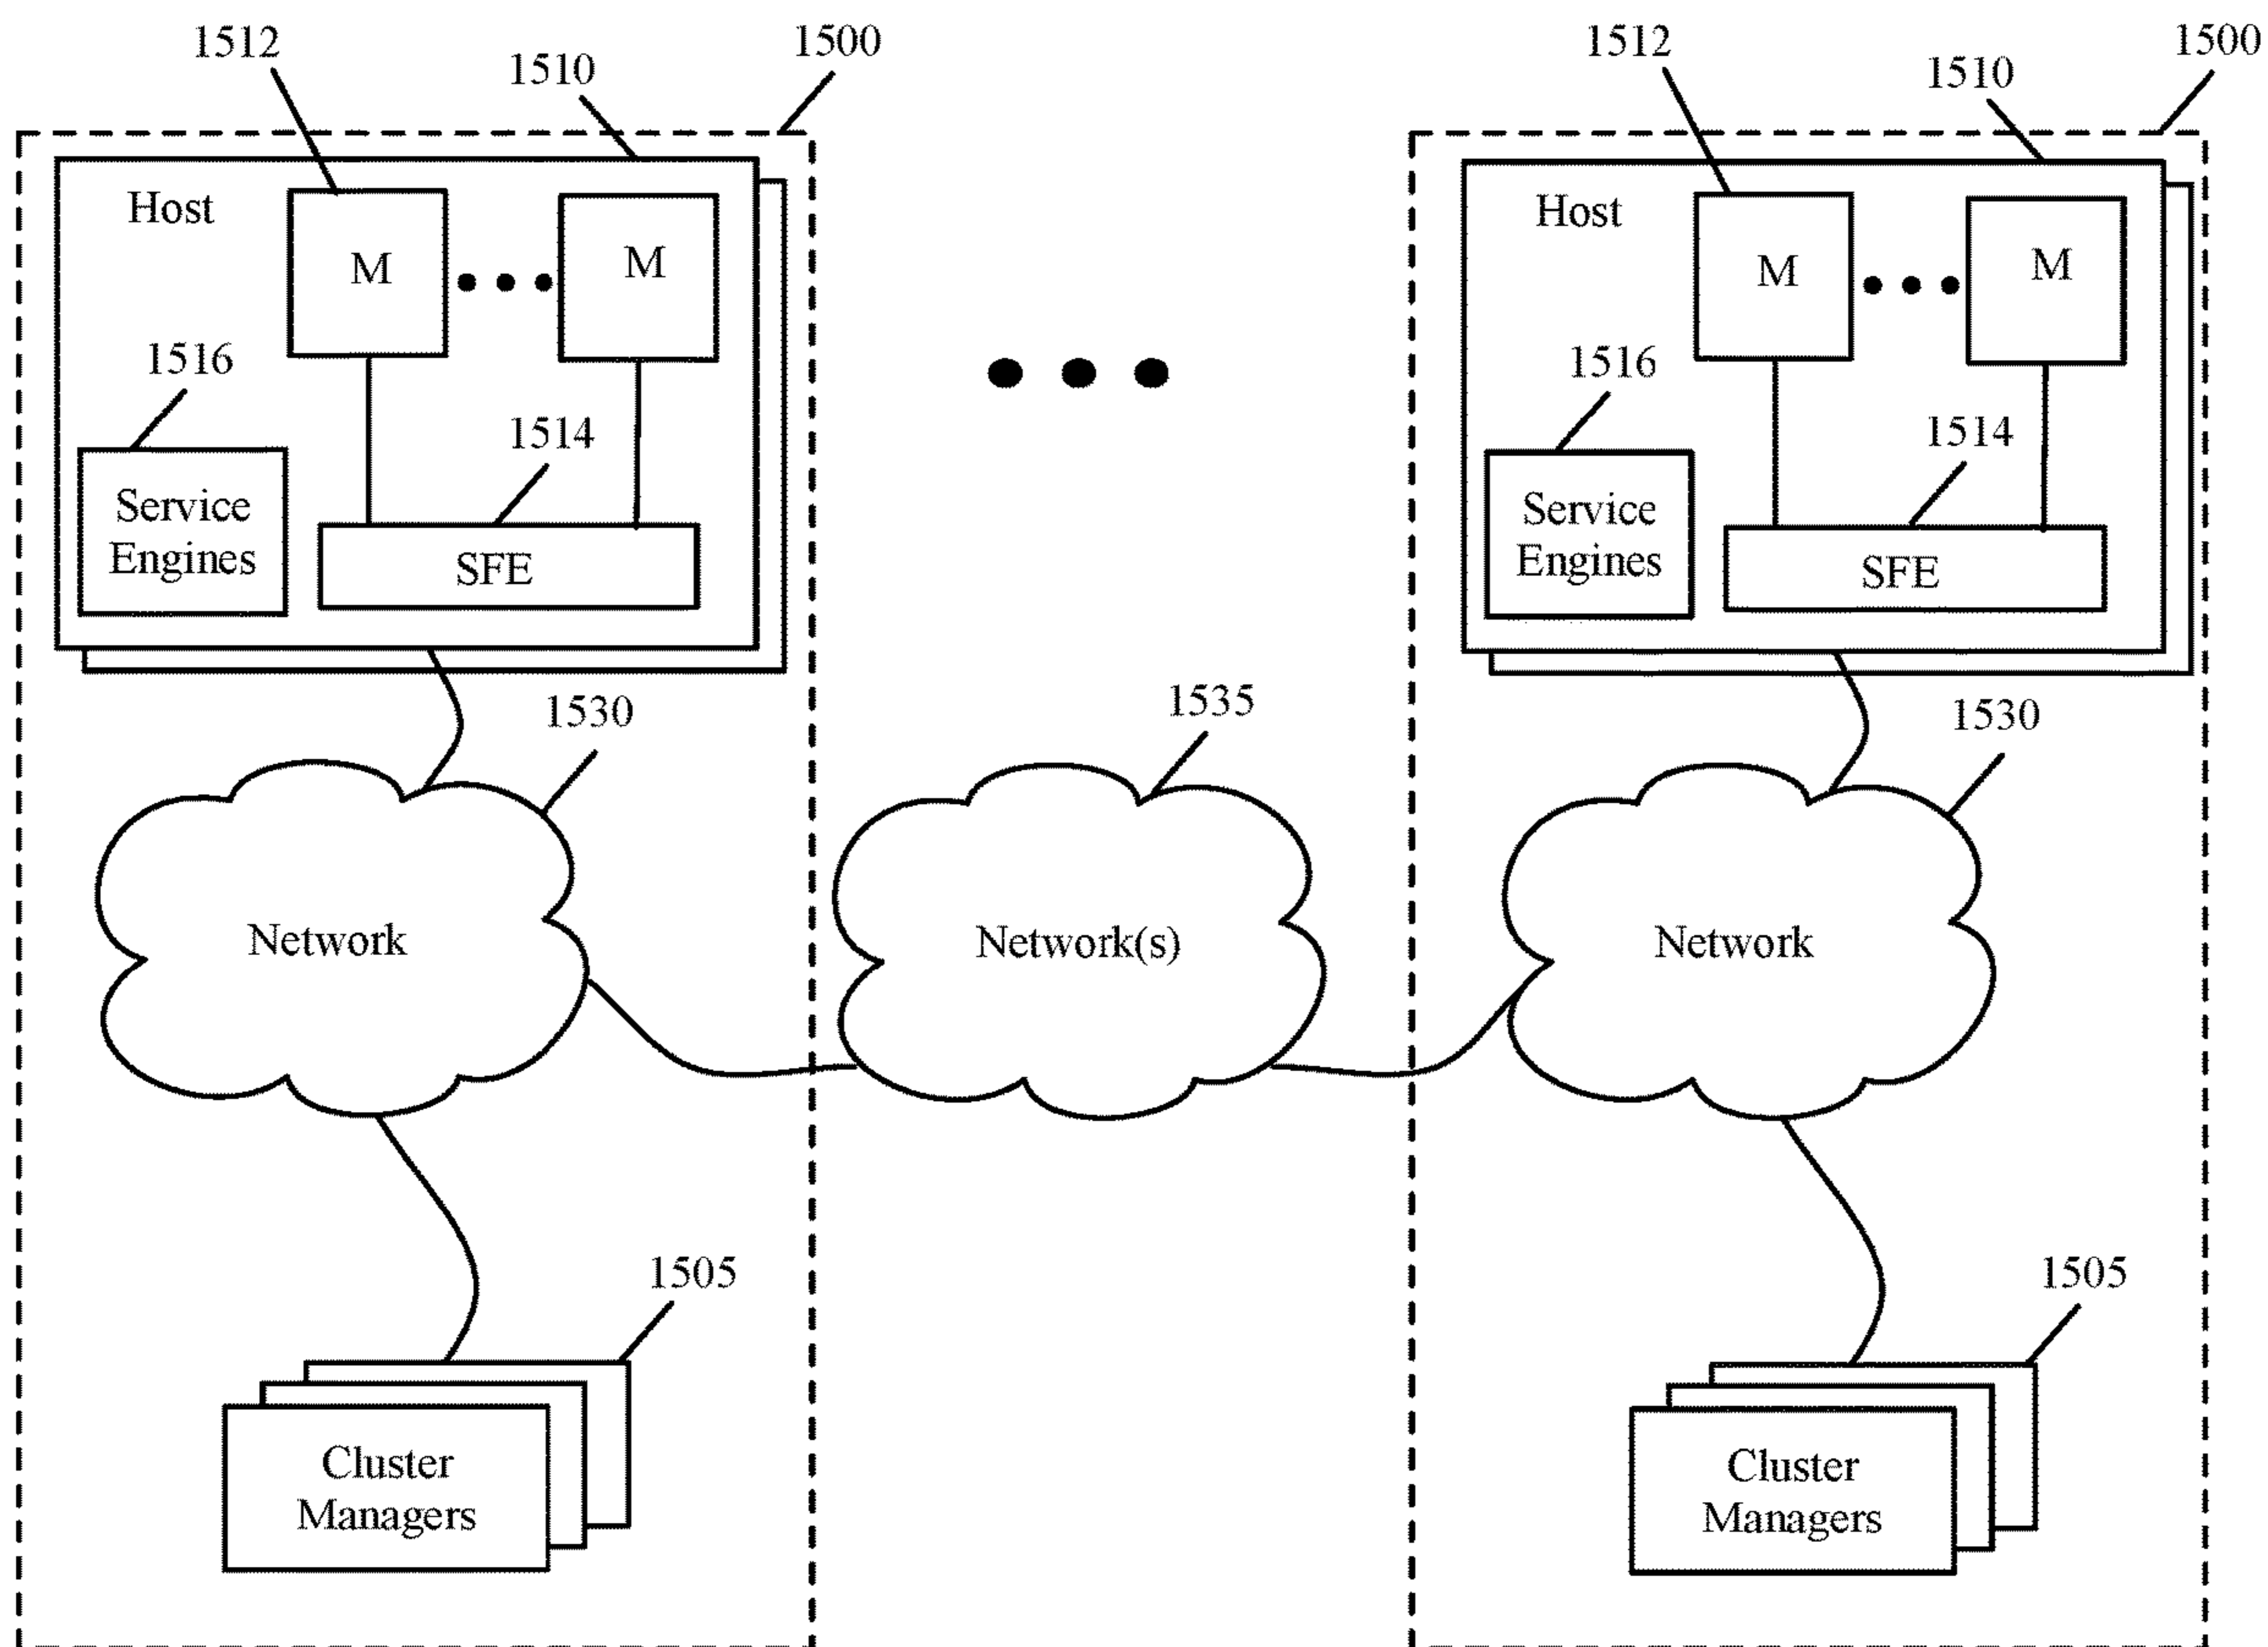 1512
1510
1500
1512
1510
1500
Host
M
M
Host
M
M
1516
1514
1516
1514
Service
Engines
SFE
Service
Engines
SFE
1530
1535
1530
Network
Network(s)
Network
1505
1505
Cluster
Managers
Cluster
Managers